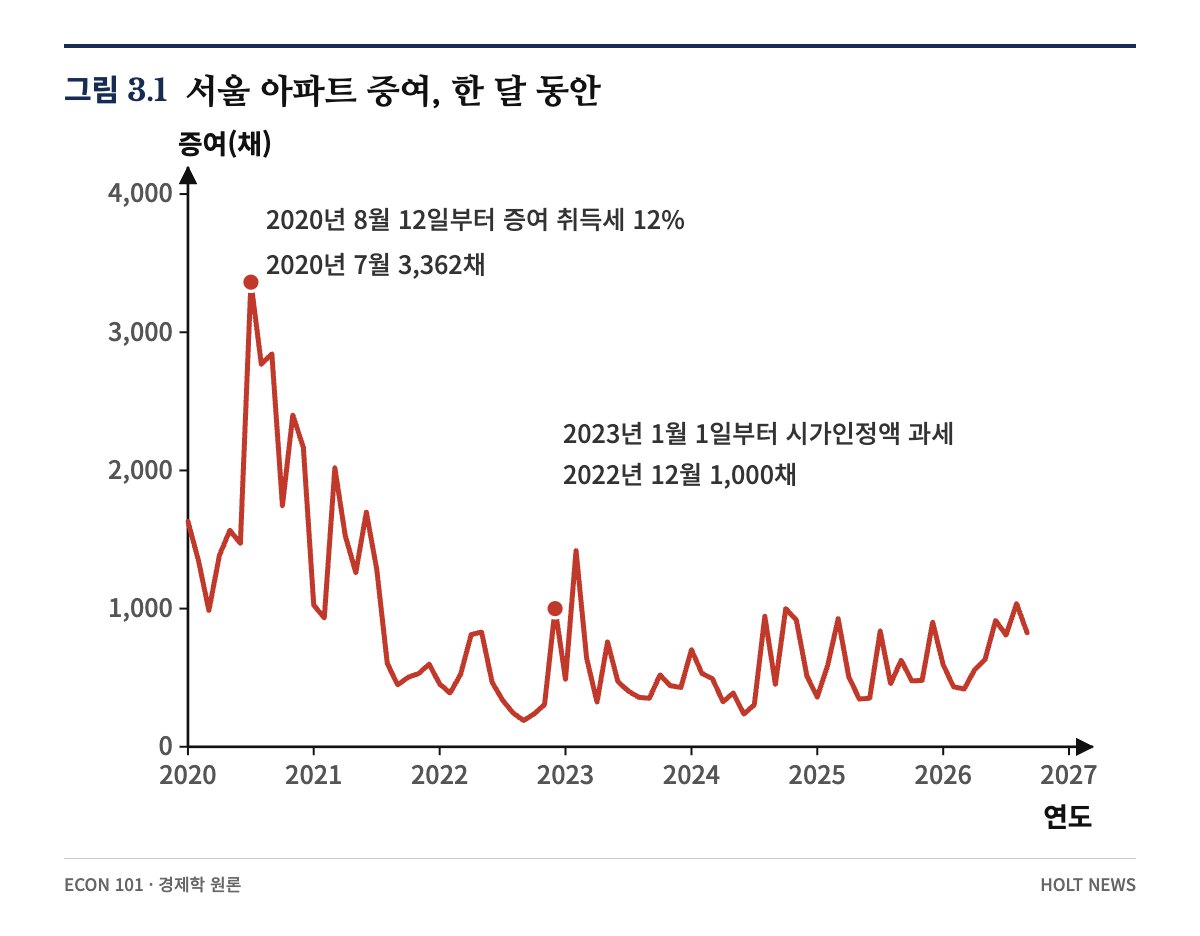 그림 3.1 서울 아파트 증여, 한 달 동안
증여(채)
4,000
2020년 8월 12일부터 증여 취득세 12%
2020년 7월 3,362채
3,000
2023년 1월 1일부터 시가인정액 과세
2,000
2022년 12월 1,000채
1,000
0
2020 2021 2022 2023 2024 2025 2026 2027
연도
ECON 101 · 경제학 원론 HOLT NEWS